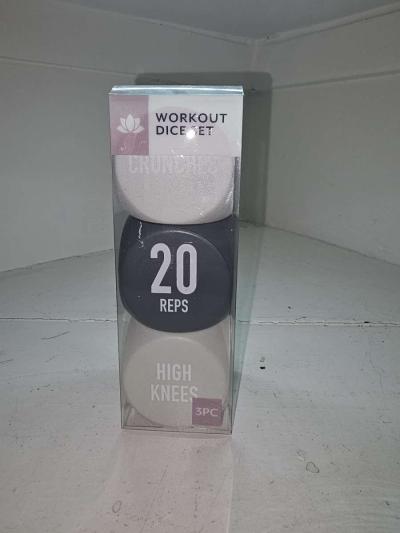 WORKOUT
DICE SET
CRUNCHES
20
REPS
HIGH
KNEES
3PC